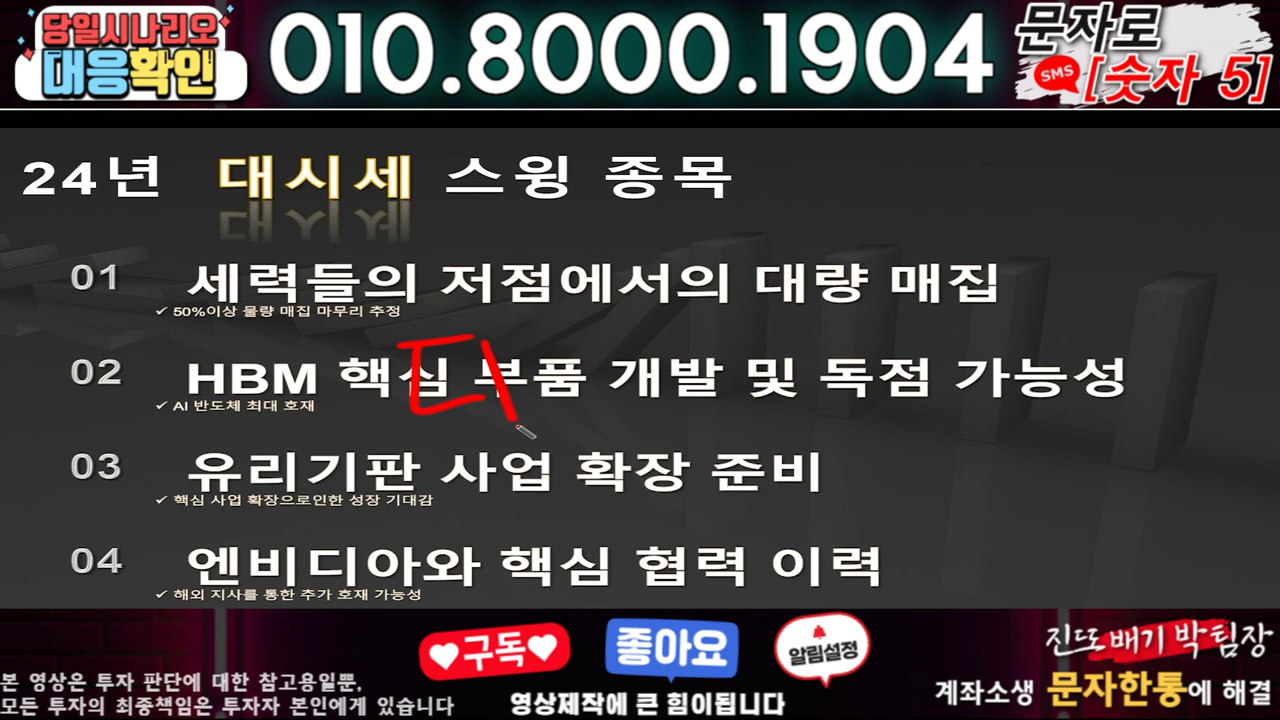 당일시나리오
대응확인
010.8000.1904
문자로
SMS [숫자 5]
24년 대시세 스윙 종목
01 세력들의 저점에서의 대량 매집
✓ 50%이상 물량 매집 마무리 추정
02 HBM 핵심 부품 개발 및 독점 가능성
✓ AI 반도체 최대 호재
03 유리기판 사업 확장 준비
✓ 핵심 사업 확장으로인한 성장 기대감
04 엔비디아와 핵심 협력 이력
✓ 해외 지사를 통한 추가 호재 가능성
구독
좋아요
알림설정
영상제작에 큰 힘이됩니다
본 영상은 투자 판단에 대한 참고용일뿐,
모든 투자의 최종책임은 투자자 본인에게 있습니다
진또배기 박팀장
계좌소생 문자한통에 해결